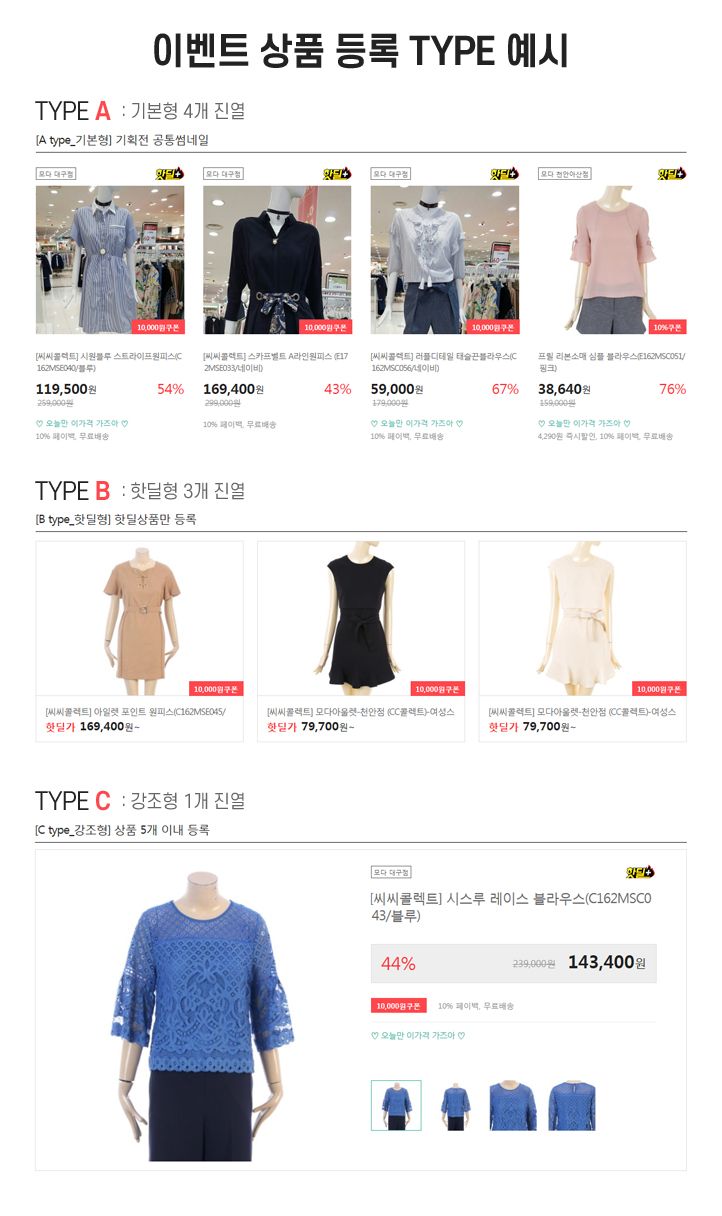 이벤트 상품 등록 TYPE 예시
TYPE A : 기본형 4개 진열
[A type_기본형] 기획전 공통썸네일
모다 대구점 핫딜+
모다 대구점 핫딜+
모다 대구점 핫딜+
모다 천안아산점 핫딜+
10,000원쿠폰
10,000원쿠폰
10,000원쿠폰
10%쿠폰
[씨씨콜렉트] 시원블루 스트라이프원피스(C
162MSE040/블루)
119,500원 54%
259,000원
♡ 오늘만 이가격 가즈아 ♡
10% 페이백, 무료배송
[씨씨콜렉트] 스카프벨트 A라인원피스 (E17
2MSE033/네이비)
169,400원 43%
299,000원
10% 페이백, 무료배송
[씨씨콜렉트] 러플디테일 태슬끈블라우스(C
162MSC056/네이비)
59,000원 67%
179,000원
♡ 오늘만 이가격 가즈아 ♡
10% 페이백, 무료배송
프릴 리본소매 심플 블라우스(E162MSC051/
핑크)
38,640원 76%
159,000원
♡ 오늘만 이가격 가즈아 ♡
4,290원 즉시할인, 10% 페이백, 무료배송
TYPE B : 핫딜형 3개 진열
[B type_핫딜형] 핫딜상품만 등록
10,000원쿠폰
10,000원쿠폰
10,000원쿠폰
[씨씨콜렉트] 아일렛 포인트 원피스(C162MSE045/
핫딜가 169,400원~
[씨씨콜렉트] 모다아울렛-천안점 (CC콜렉트)-여성스
핫딜가 79,700원~
[씨씨콜렉트] 모다아울렛-천안점 (CC콜렉트)-여성스
핫딜가 79,700원~
TYPE C : 강조형 1개 진열
[C type_강조형] 상품 5개 이내 등록
모다 대구점 핫딜+
[씨씨콜렉트] 시스루 레이스 블라우스(C162MSC0
43/블루)
44% 239,000원 143,400원
10,000원쿠폰 10% 페이백, 무료배송
♡ 오늘만 이가격 가즈아 ♡